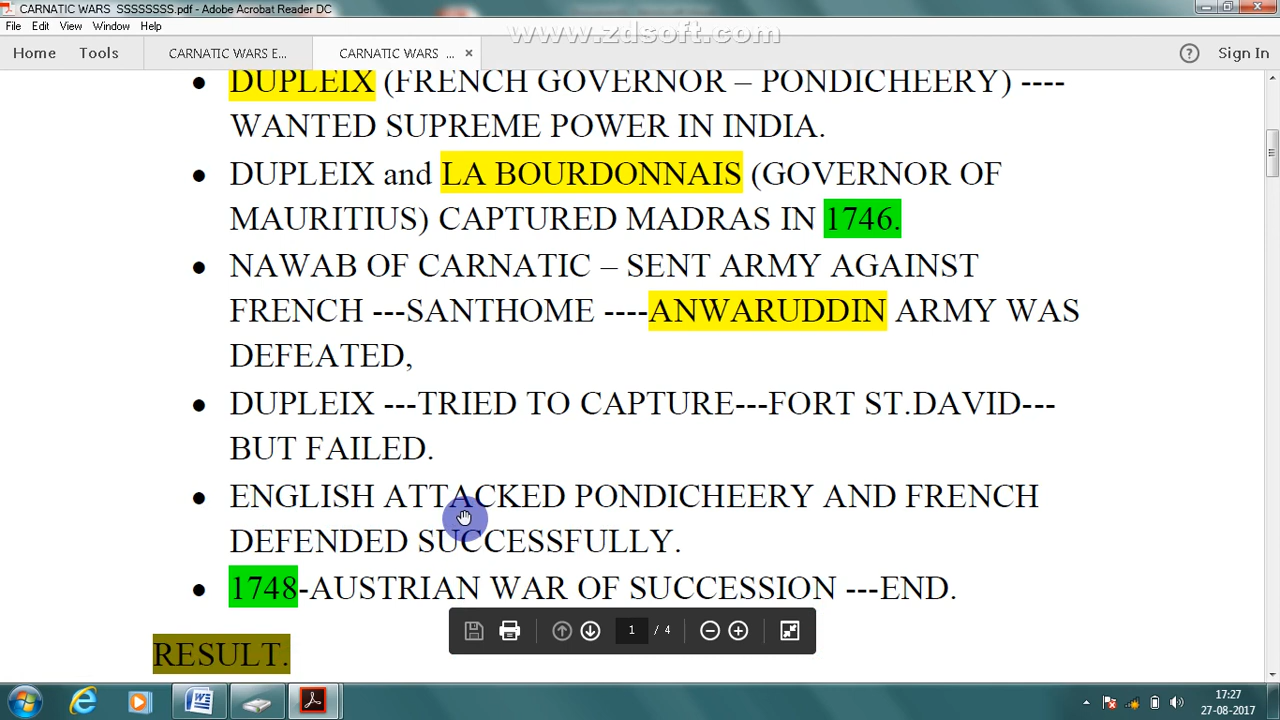 CARNATIC WARS SSSSSSSS.pdf - Adobe Acrobat Reader DC
www.zdsoft.com
File Edit View Window Help
Home Tools CARNATIC WARS E... CARNATIC WARS ... × ? Sign In
• DUPLEIX (FRENCH GOVERNOR – PONDICHEERY) ----
WANTED SUPREME POWER IN INDIA.
• DUPLEIX and LA BOURDONNAIS (GOVERNOR OF
MAURITIUS) CAPTURED MADRAS IN 1746.
• NAWAB OF CARNATIC – SENT ARMY AGAINST
FRENCH ---SANTHOME ----ANWARUDDIN ARMY WAS
DEFEATED,
• DUPLEIX ---TRIED TO CAPTURE---FORT ST.DAVID---
BUT FAILED.
• ENGLISH ATTACKED PONDICHEERY AND FRENCH
DEFENDED SUCCESSFULLY.
• 1748-AUSTRIAN WAR OF SUCCESSION ---END.
1 / 4
RESULT.
17:27
27-08-2017